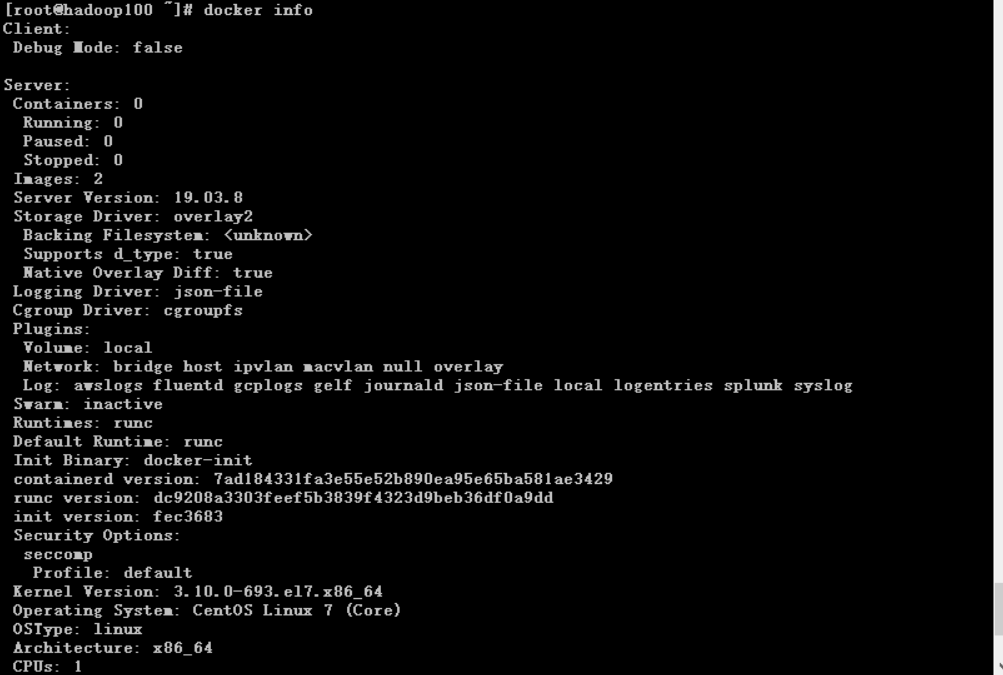 [root@hadoop100 ~]# docker info
Client:
 Debug Mode: false

Server:
 Containers: 0
  Running: 0
  Paused: 0
  Stopped: 0
 Images: 2
 Server Version: 19.03.8
 Storage Driver: overlay2
  Backing Filesystem: <unknown>
  Supports d_type: true
  Native Overlay Diff: true
 Logging Driver: json-file
 Cgroup Driver: cgroupfs
 Plugins:
  Volume: local
  Network: bridge host ipvlan macvlan null overlay
  Log: awslogs fluentd gcplogs gelf journald json-file local logentries splunk syslog
 Swarm: inactive
 Runtimes: runc
 Default Runtime: runc
 Init Binary: docker-init
 containerd version: 7ad184331fa3e55e52b890ea95e65ba581ae3429
 runc version: dc9208a3303feef5b3839f4323d9beb36df0a9dd
 init version: fec3683
 Security Options:
  seccomp
   Profile: default
 Kernel Version: 3.10.0-693.el7.x86_64
 Operating System: CentOS Linux 7 (Core)
 OSType: linux
 Architecture: x86_64
 CPUs: 1